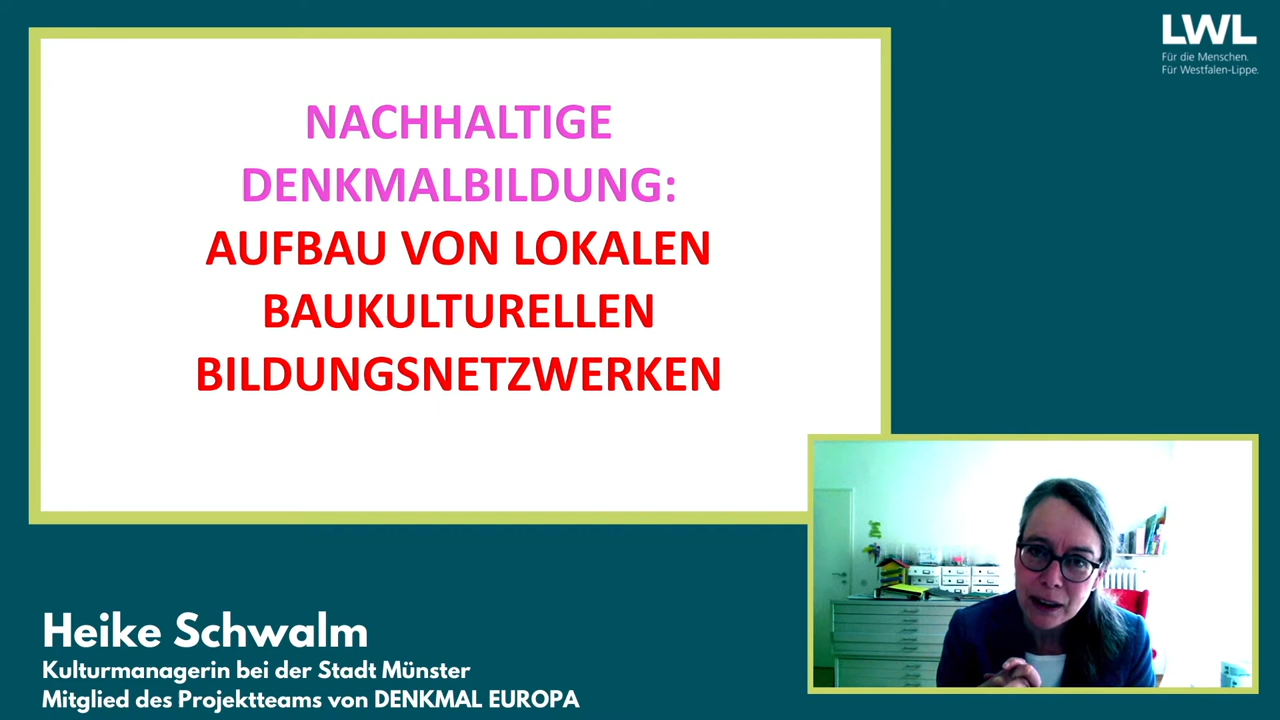 LWL
Für die Menschen.
Für Westfalen-Lippe.
NACHHALTIGE
DENKMALBILDUNG:
AUFBAU VON LOKALEN
BAUKULTURELLEN
BILDUNGSNETZWERKEN
Heike Schwalm
Kulturmanagerin bei der Stadt Münster
Mitglied des Projektteams von DENKMAL EUROPA